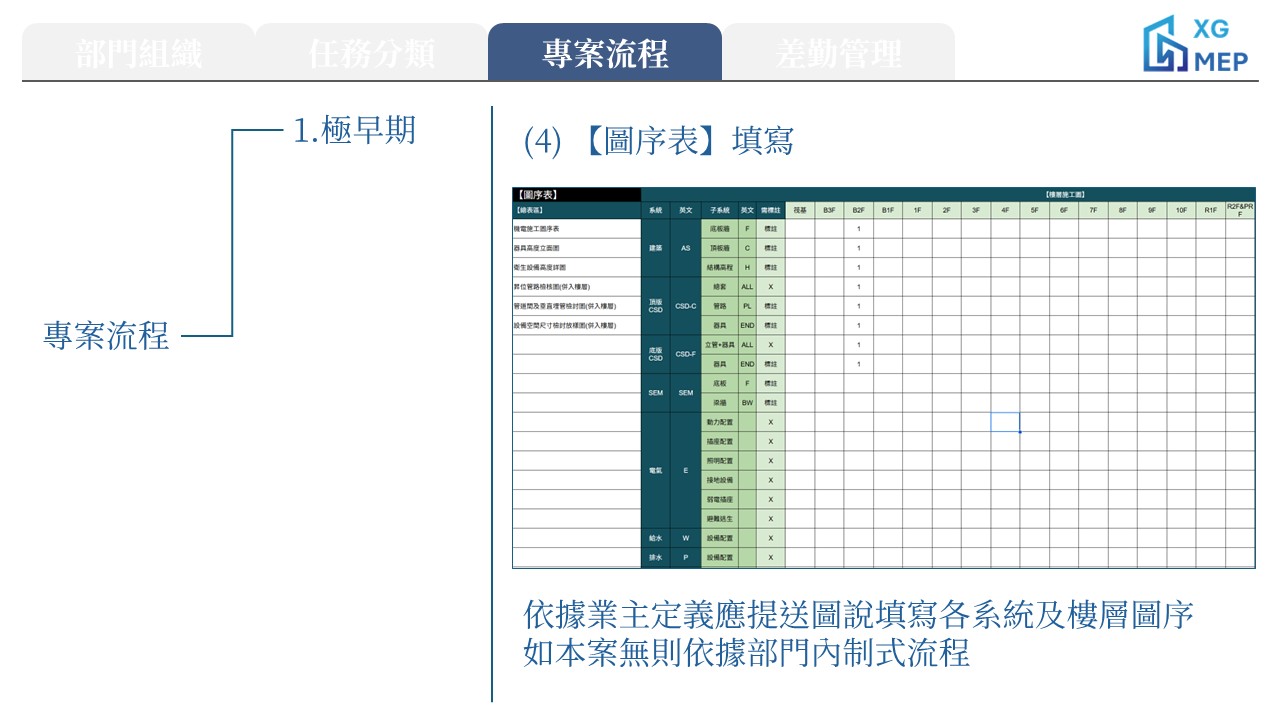 部門組織
任務分類
專案流程
差勤管理
XG
MEP
1.極早期
專案流程
(4) 【圖序表】填寫
【圖序表】 【樓層施工圖】
【總表區】 系統 英文 子系統 英文 需標註 筏基 B3F B2F B1F 1F 2F 3F 4F 5F 6F 7F 8F 9F 10F R1F R2F&PRF
機電施工圖序表 建築 AS 底板牆 F 標註 1
器具高度立面圖 頂板牆 C 標註 1
衛生設備高度詳圖 結構高程 H 標註 1
昇位管路檢核圖(併入樓層) 頂版CSD CSD-C 總套 ALL X 1
管道間及垂直埋管檢討圖(併入樓層) 管路 PL 標註 1
設備空間尺寸檢討放樣圖(併入樓層) 器具 END 標註 1
底版CSD CSD-F 立管+器具 ALL X 1
器具 END 標註 1
SEM SEM 底板 F 標註
梁牆 BW 標註
電氣 E 動力配置 X
插座配置 X
照明配置 X
接地設備 X
弱電插座 X
避難逃生 X
給水 W 設備配置 X
排水 P 設備配置 X
依據業主定義應提送圖說填寫各系統及樓層圖序
如本案無則依據部門內制式流程